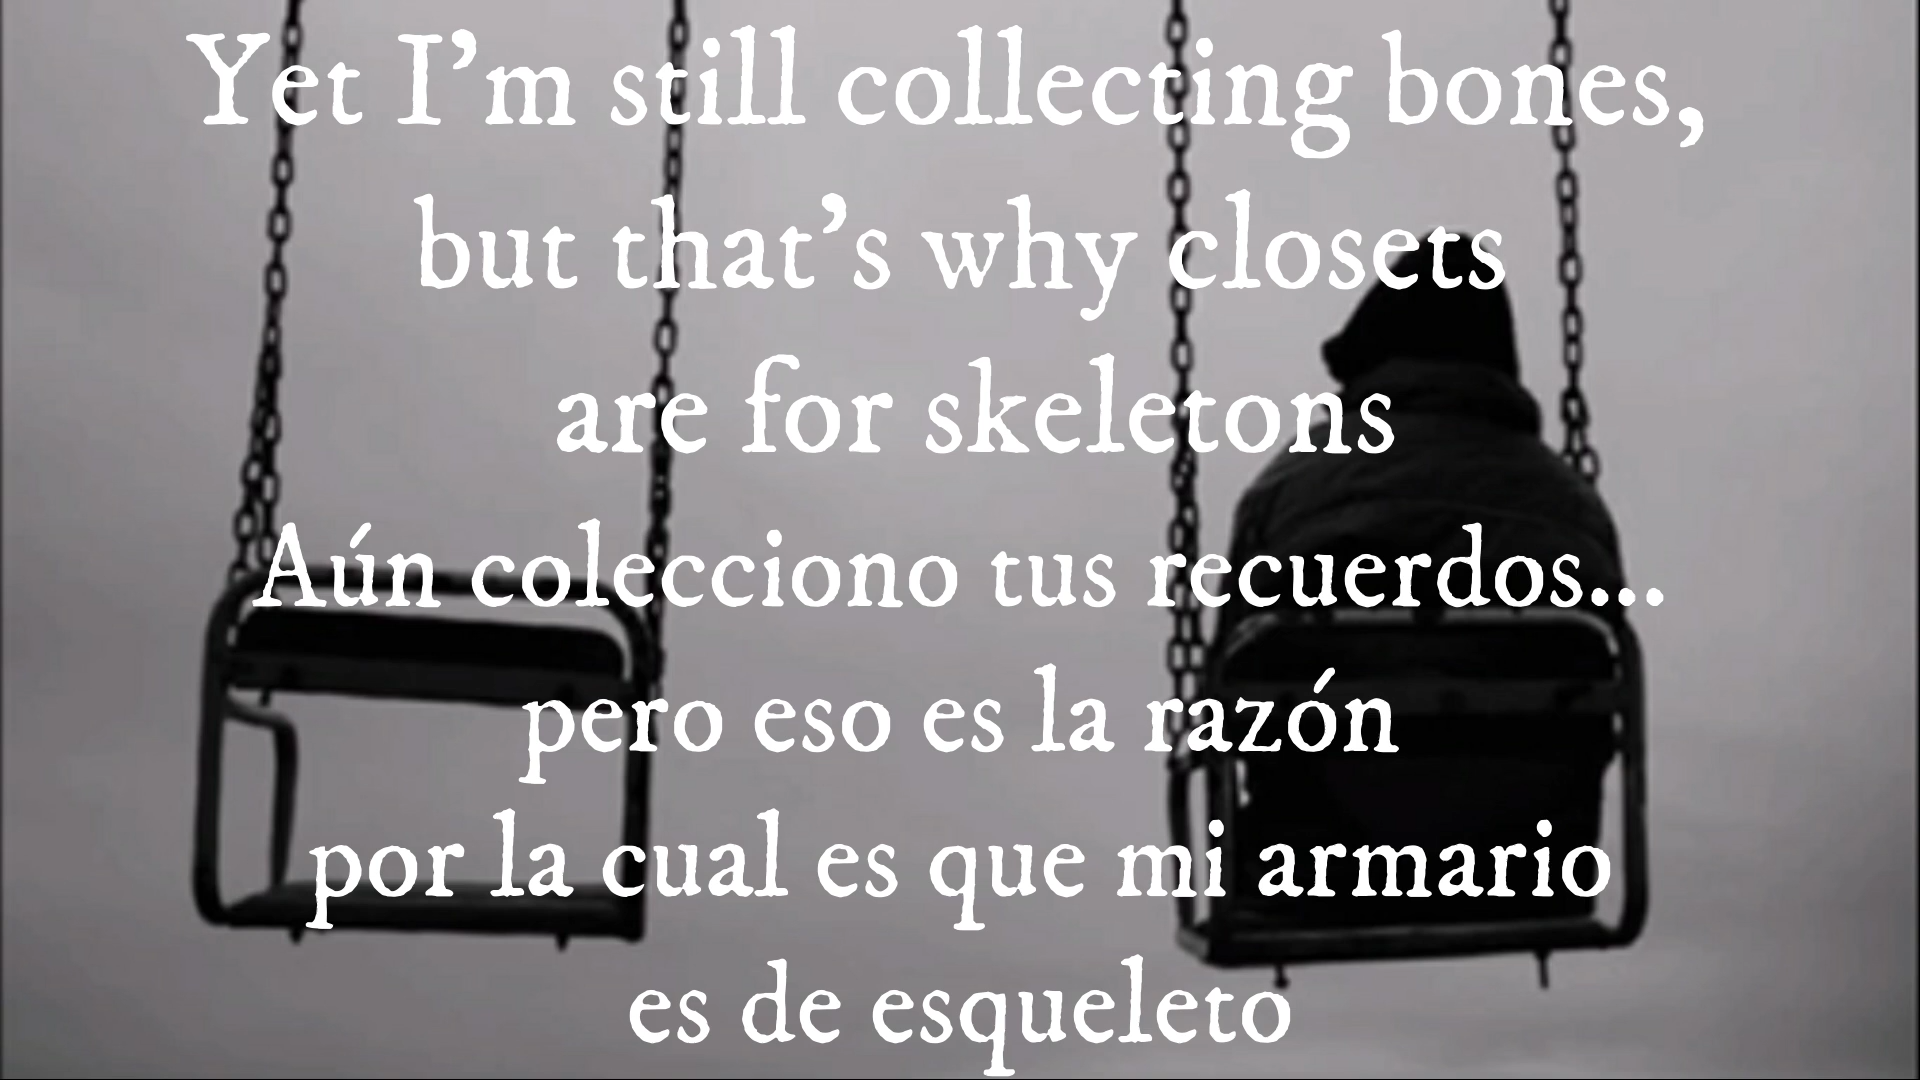 Yet I’m still collecting bones,
but that’s why closets
are for skeletons
Aún colecciono tus recuerdos...
pero eso es la razón
por la cual es que mi armario
es de esqueleto